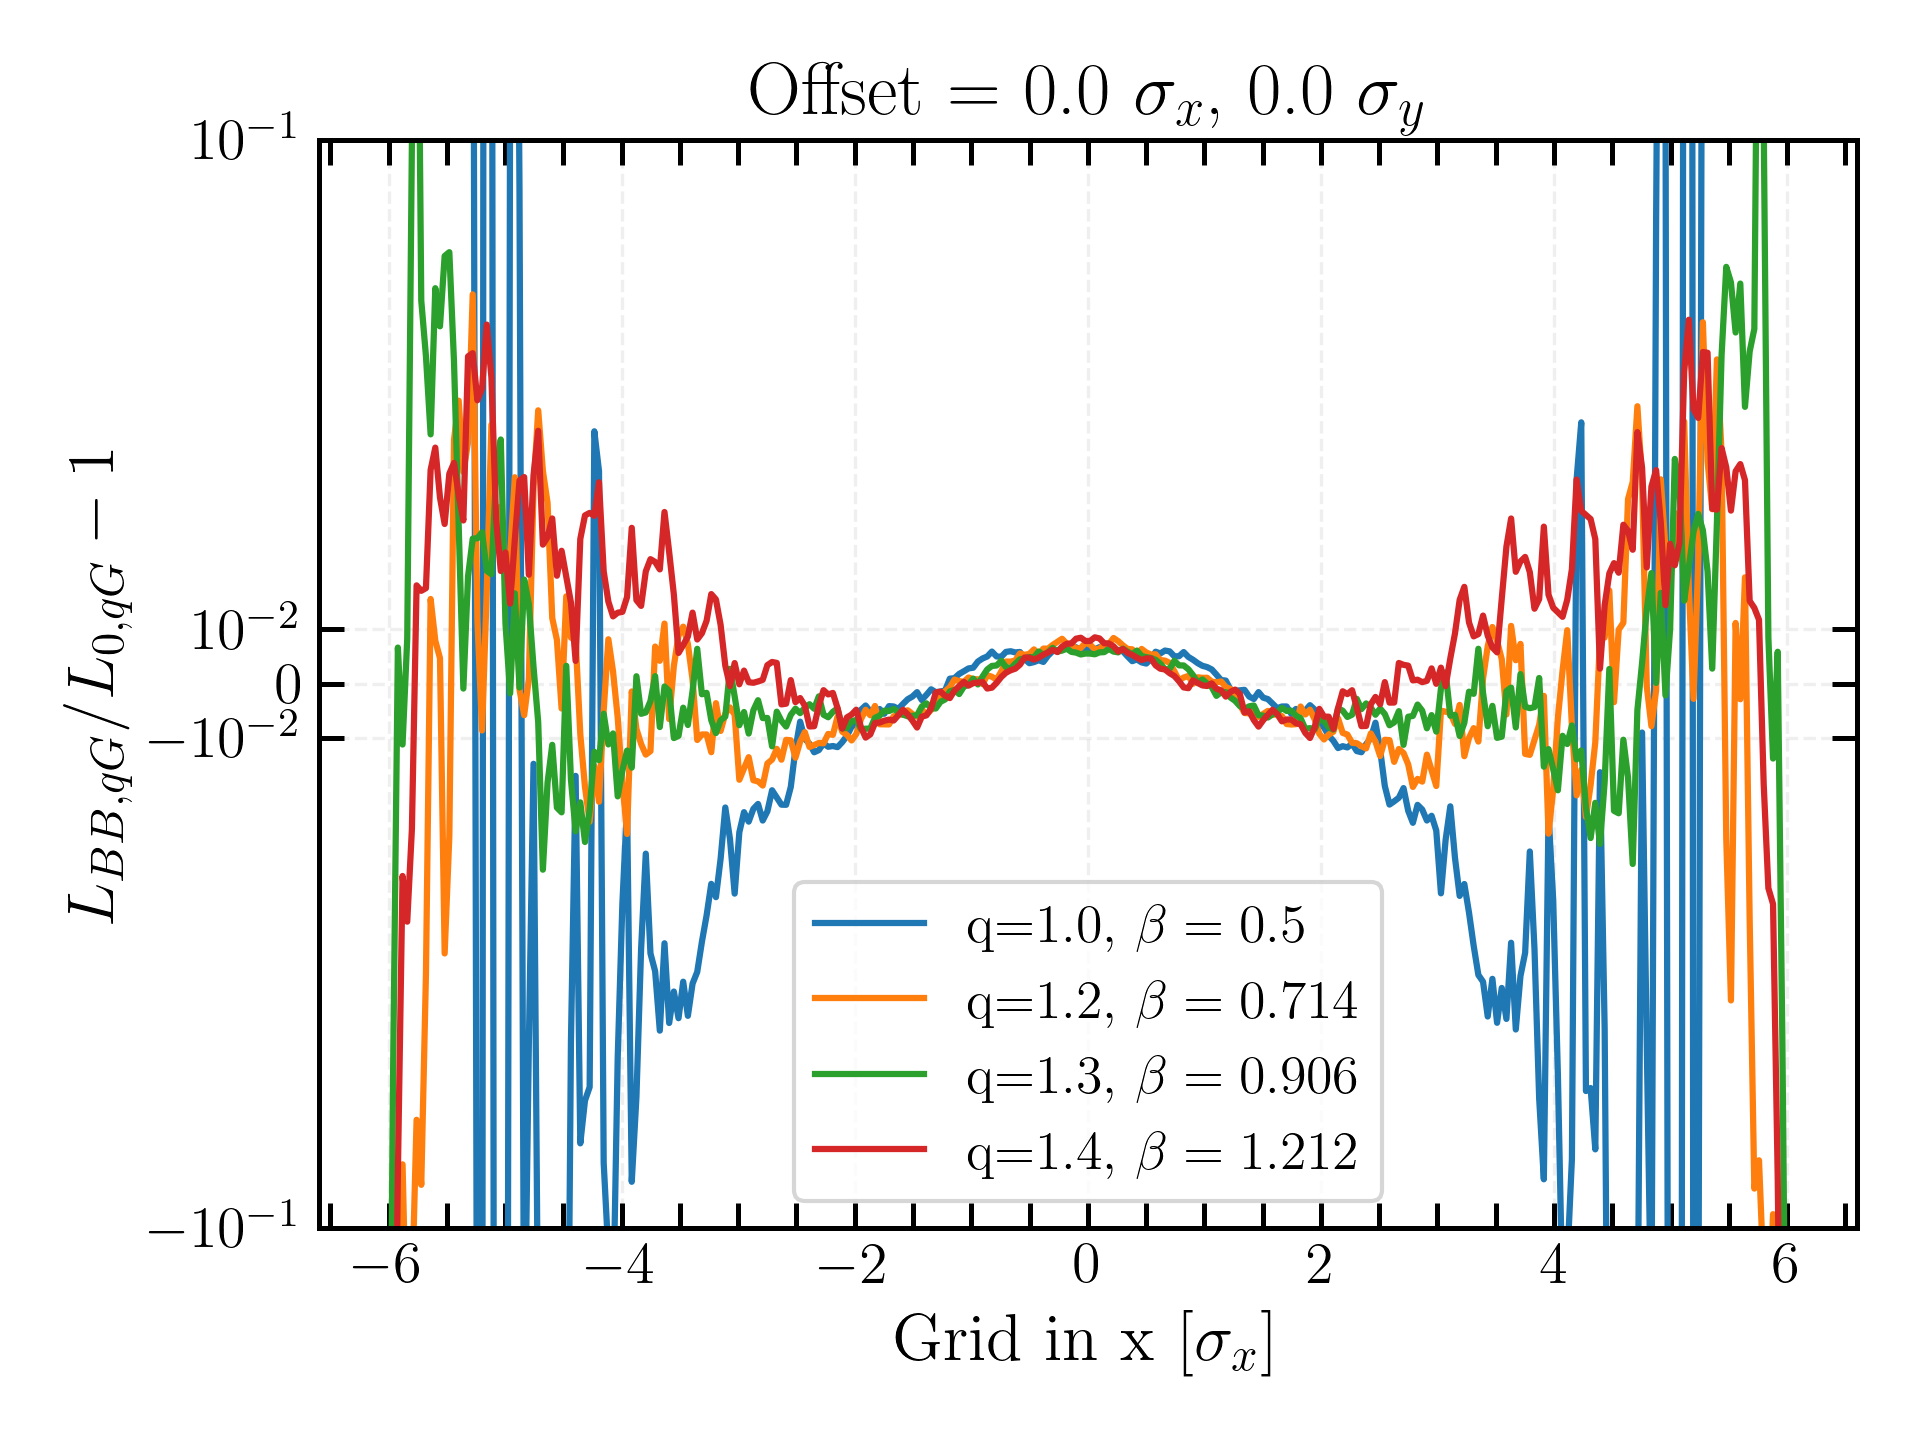 Offset = 0.0 σₓ, 0.0 σ_y
10⁻¹
10⁻²
0
−10⁻²
−10⁻¹
L_{BB,qG}/L_{0,qG} − 1
q=1.0, β = 0.5
q=1.2, β = 0.714
q=1.3, β = 0.906
q=1.4, β = 1.212
−6 −4 −2 0 2 4 6
Grid in x [σₓ]